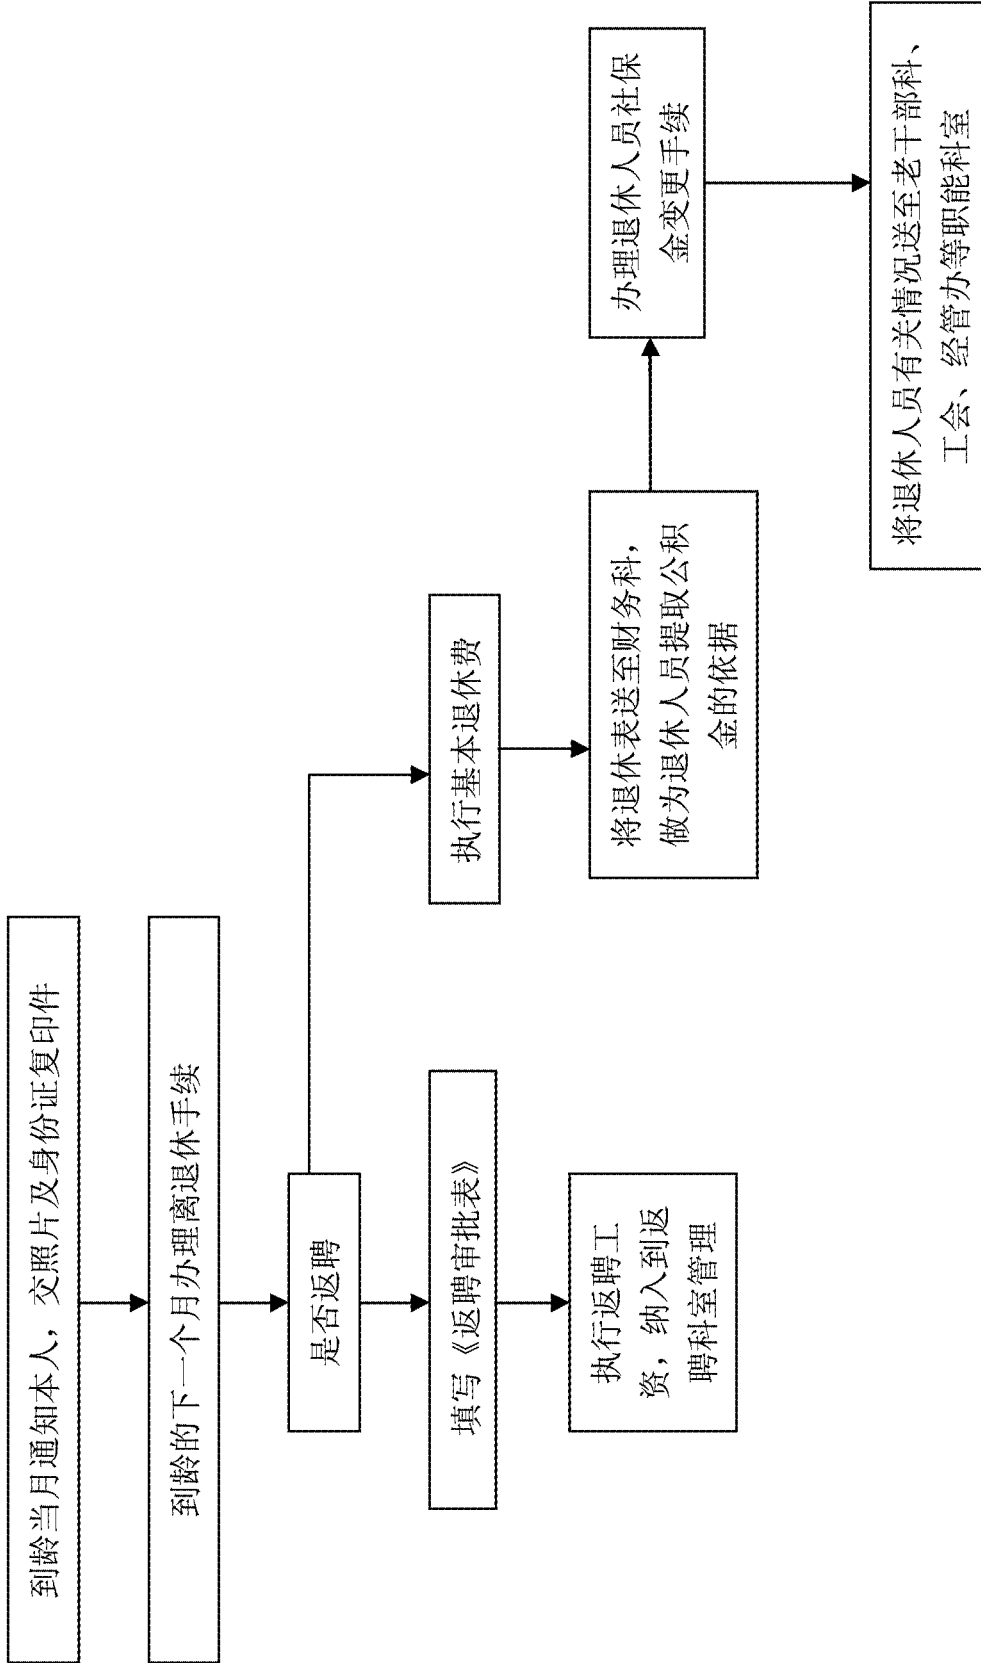 到龄当月通知本人，交照片及身份证复印件
到龄的下一个月办理离退休手续
是否返聘
填写《返聘审批表》
执行返聘工
资，纳入到返
聘科室管理
执行基本退休费
将退休表送至财务科，
做为退休人员提取公积
金的依据
办理退休人员社保
金变更手续
将退休人员有关情况送至老干部科、
工会、经管办等职能科室